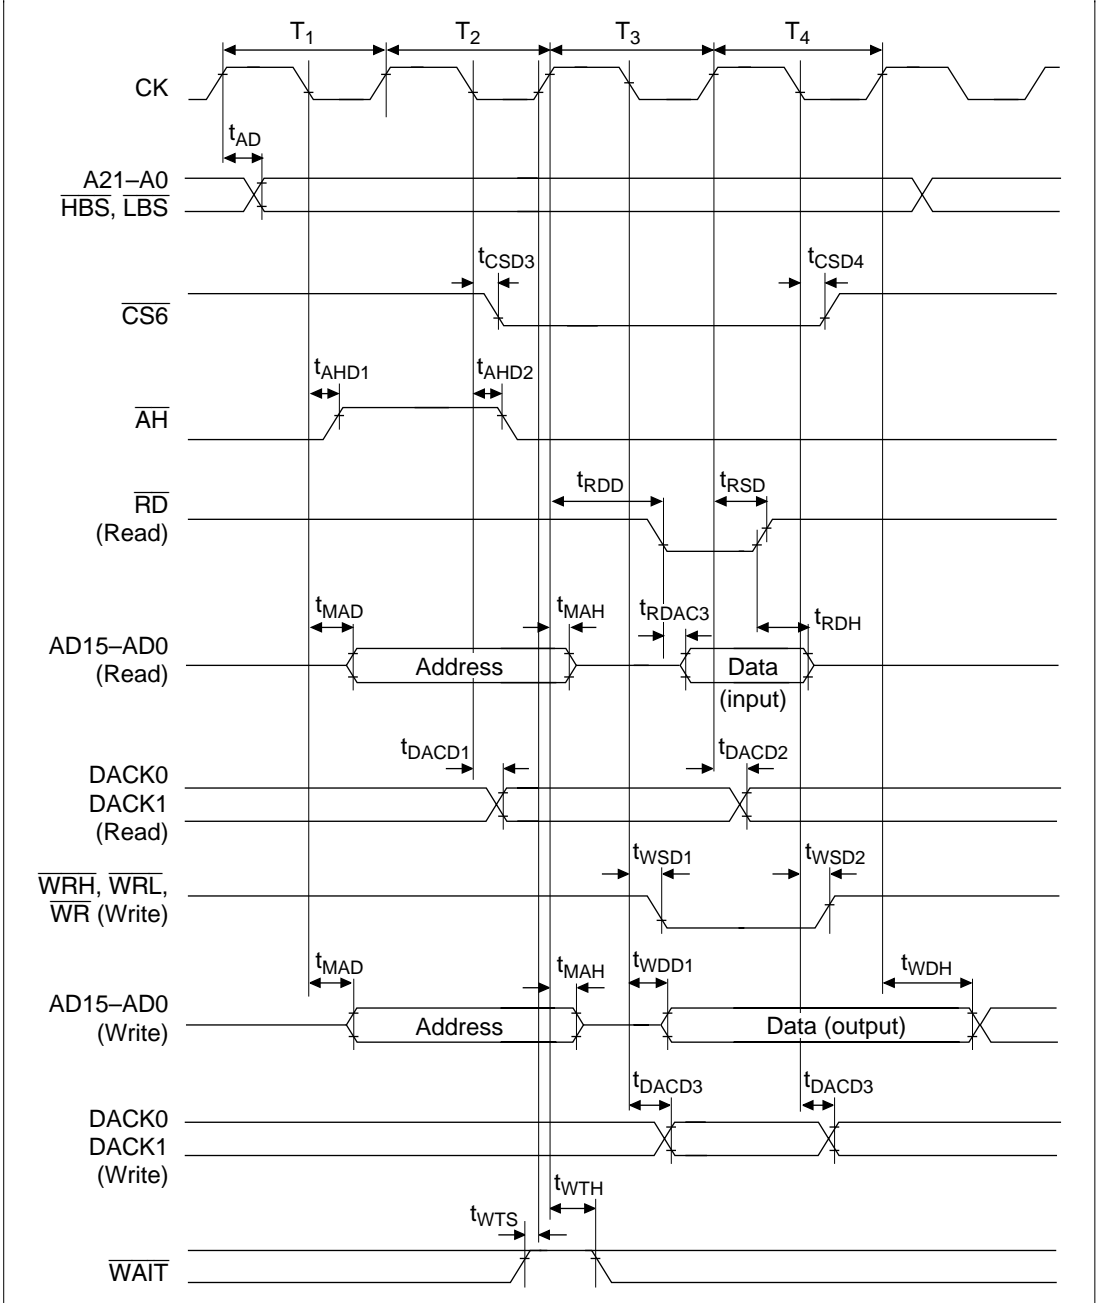 T1 T2 T3 T4
CK
tAD
A21–A0
HBS, LBS
tCSD3 tCSD4
CS6
tAHD1 tAHD2
AH
tRDD tRSD
RD
(Read)
tMAD tMAH tRDAC3 tRDH
AD15–AD0
(Read)
Address Data
(input)
tDACD1 tDACD2
DACK0
DACK1
(Read)
tWSD1 tWSD2
WRH, WRL,
WR (Write)
tMAD tMAH tWDD1 tWDH
AD15–AD0
(Write)
Address Data (output)
tDACD3 tDACD3
DACK0
DACK1
(Write)
tWTH
tWTS
WAIT